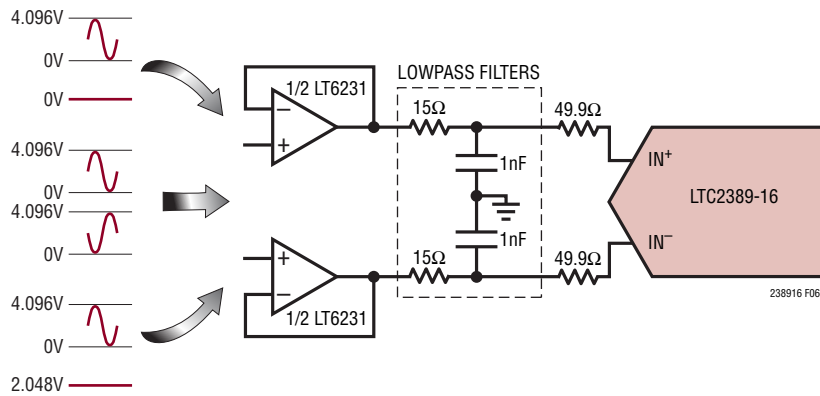 4.096V
0V
0V
4.096V
0V
4.096V
0V
4.096V
0V
2.048V
1/2 LT6231
–
+
LOWPASS FILTERS
15Ω
49.9Ω
1nF
IN+
LTC2389-16
1nF
15Ω
49.9Ω
IN–
+
–
1/2 LT6231
238916 F06